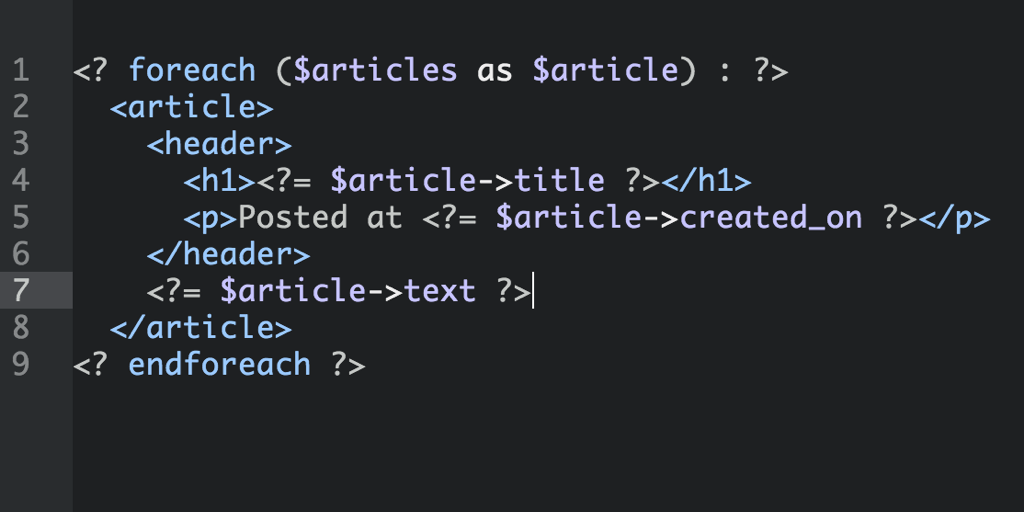 1 <? foreach ($articles as $article) : ?>
2   <article>
3     <header>
4       <h1><?= $article->title ?></h1>
5       <p>Posted at <?= $article->created_on ?></p>
6     </header>
7     <?= $article->text ?>
8   </article>
9 <? endforeach ?>